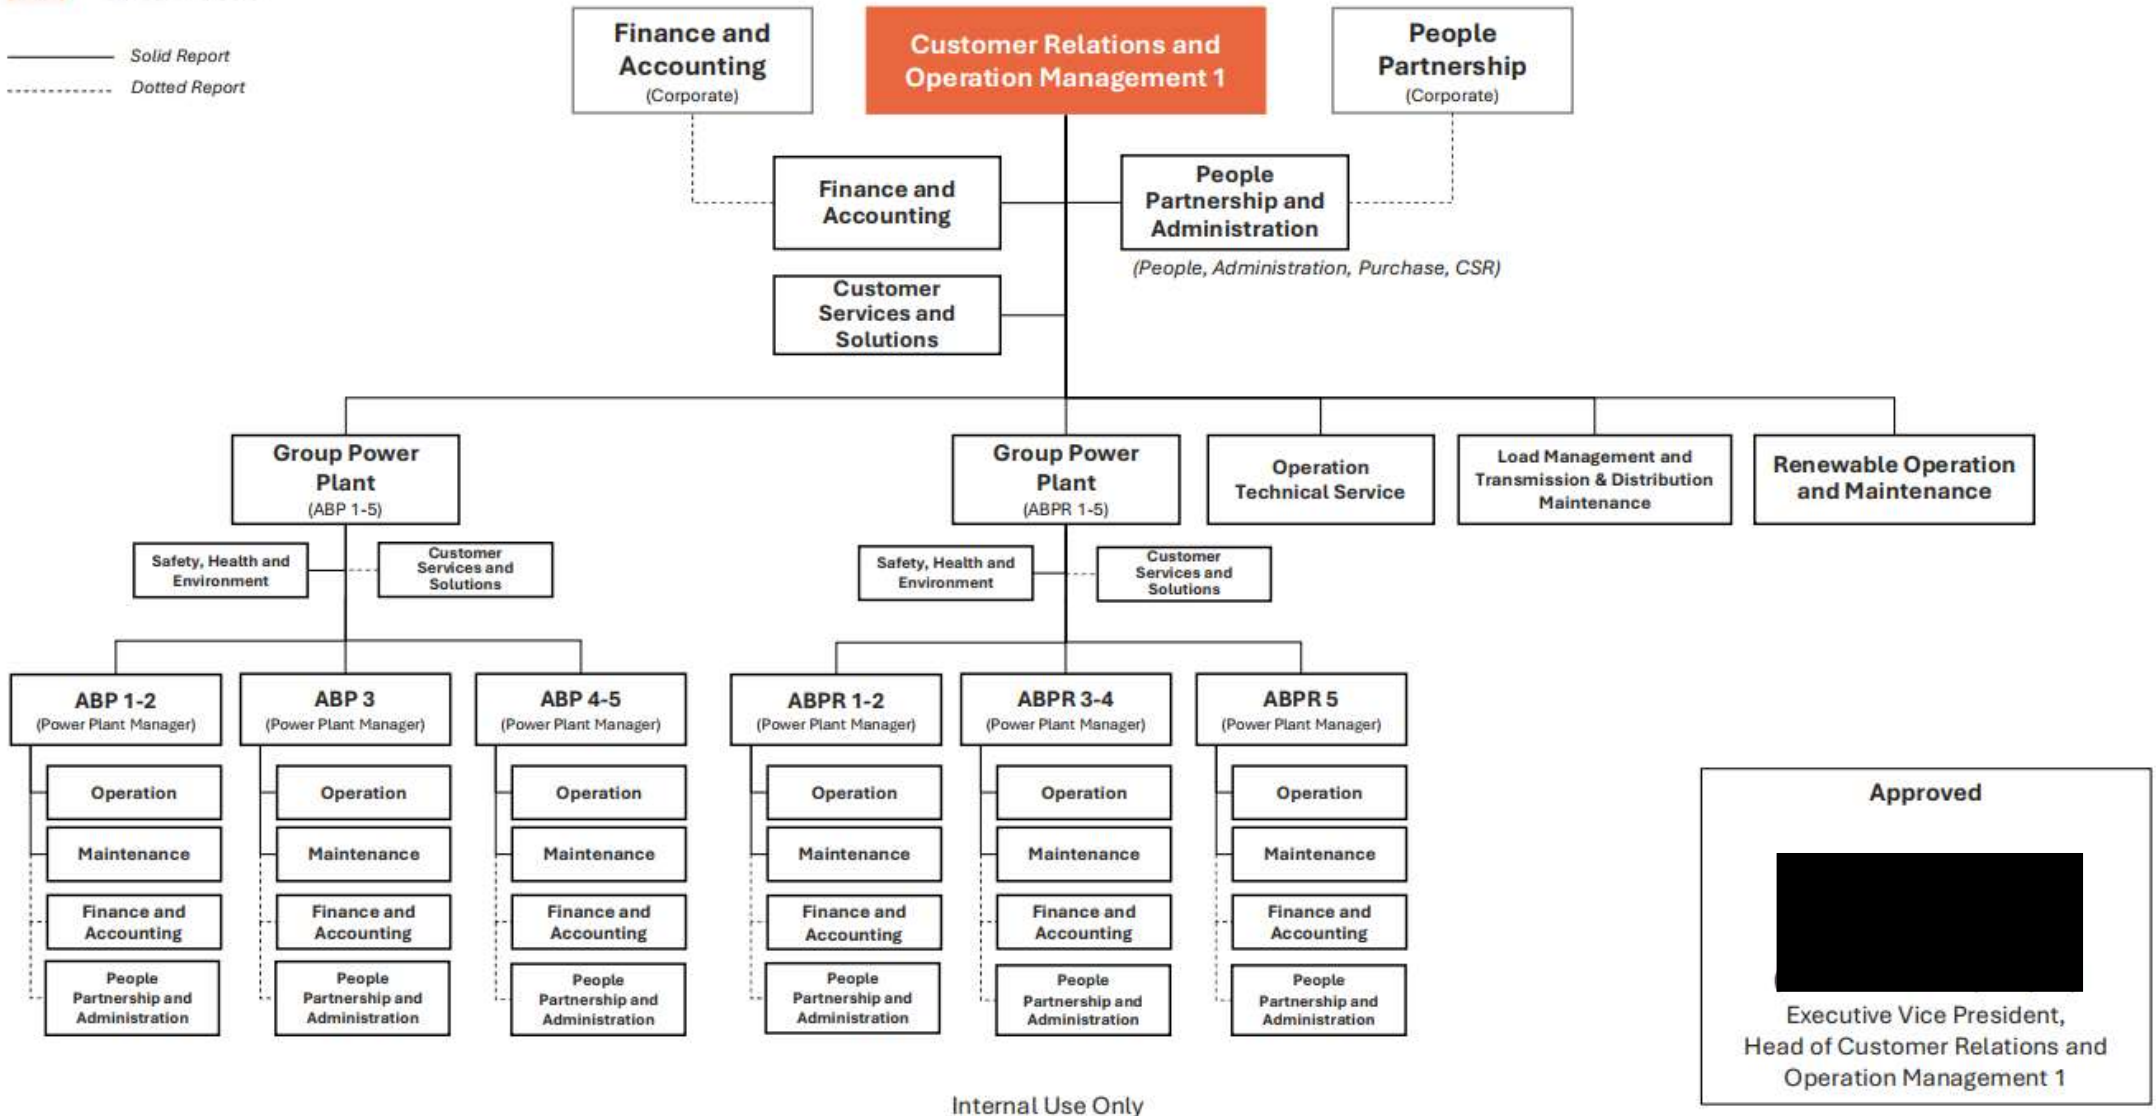 Solid Report
Dotted Report
Finance and
Accounting
(Corporate)
Customer Relations and
Operation Management 1
People
Partnership
(Corporate)
Finance and
Accounting
People
Partnership and
Administration
(People, Administration, Purchase, CSR)
Customer
Services and
Solutions
Group Power
Plant
(ABP 1-5)
Group Power
Plant
(ABPR 1-5)
Operation
Technical Service
Load Management and
Transmission & Distribution
Maintenance
Renewable Operation
and Maintenance
Safety, Health and
Environment
Customer
Services and
Solutions
Safety, Health and
Environment
Customer
Services and
Solutions
ABP 1-2
(Power Plant Manager)
Operation
Maintenance
Finance and
Accounting
People
Partnership and
Administration
ABP 3
(Power Plant Manager)
Operation
Maintenance
Finance and
Accounting
People
Partnership and
Administration
ABP 4-5
(Power Plant Manager)
Operation
Maintenance
Finance and
Accounting
People
Partnership and
Administration
ABPR 1-2
(Power Plant Manager)
Operation
Maintenance
Finance and
Accounting
People
Partnership and
Administration
ABPR 3-4
(Power Plant Manager)
Operation
Maintenance
Finance and
Accounting
People
Partnership and
Administration
ABPR 5
(Power Plant Manager)
Operation
Maintenance
Finance and
Accounting
People
Partnership and
Administration
Approved
Executive Vice President,
Head of Customer Relations and
Operation Management 1
Internal Use Only